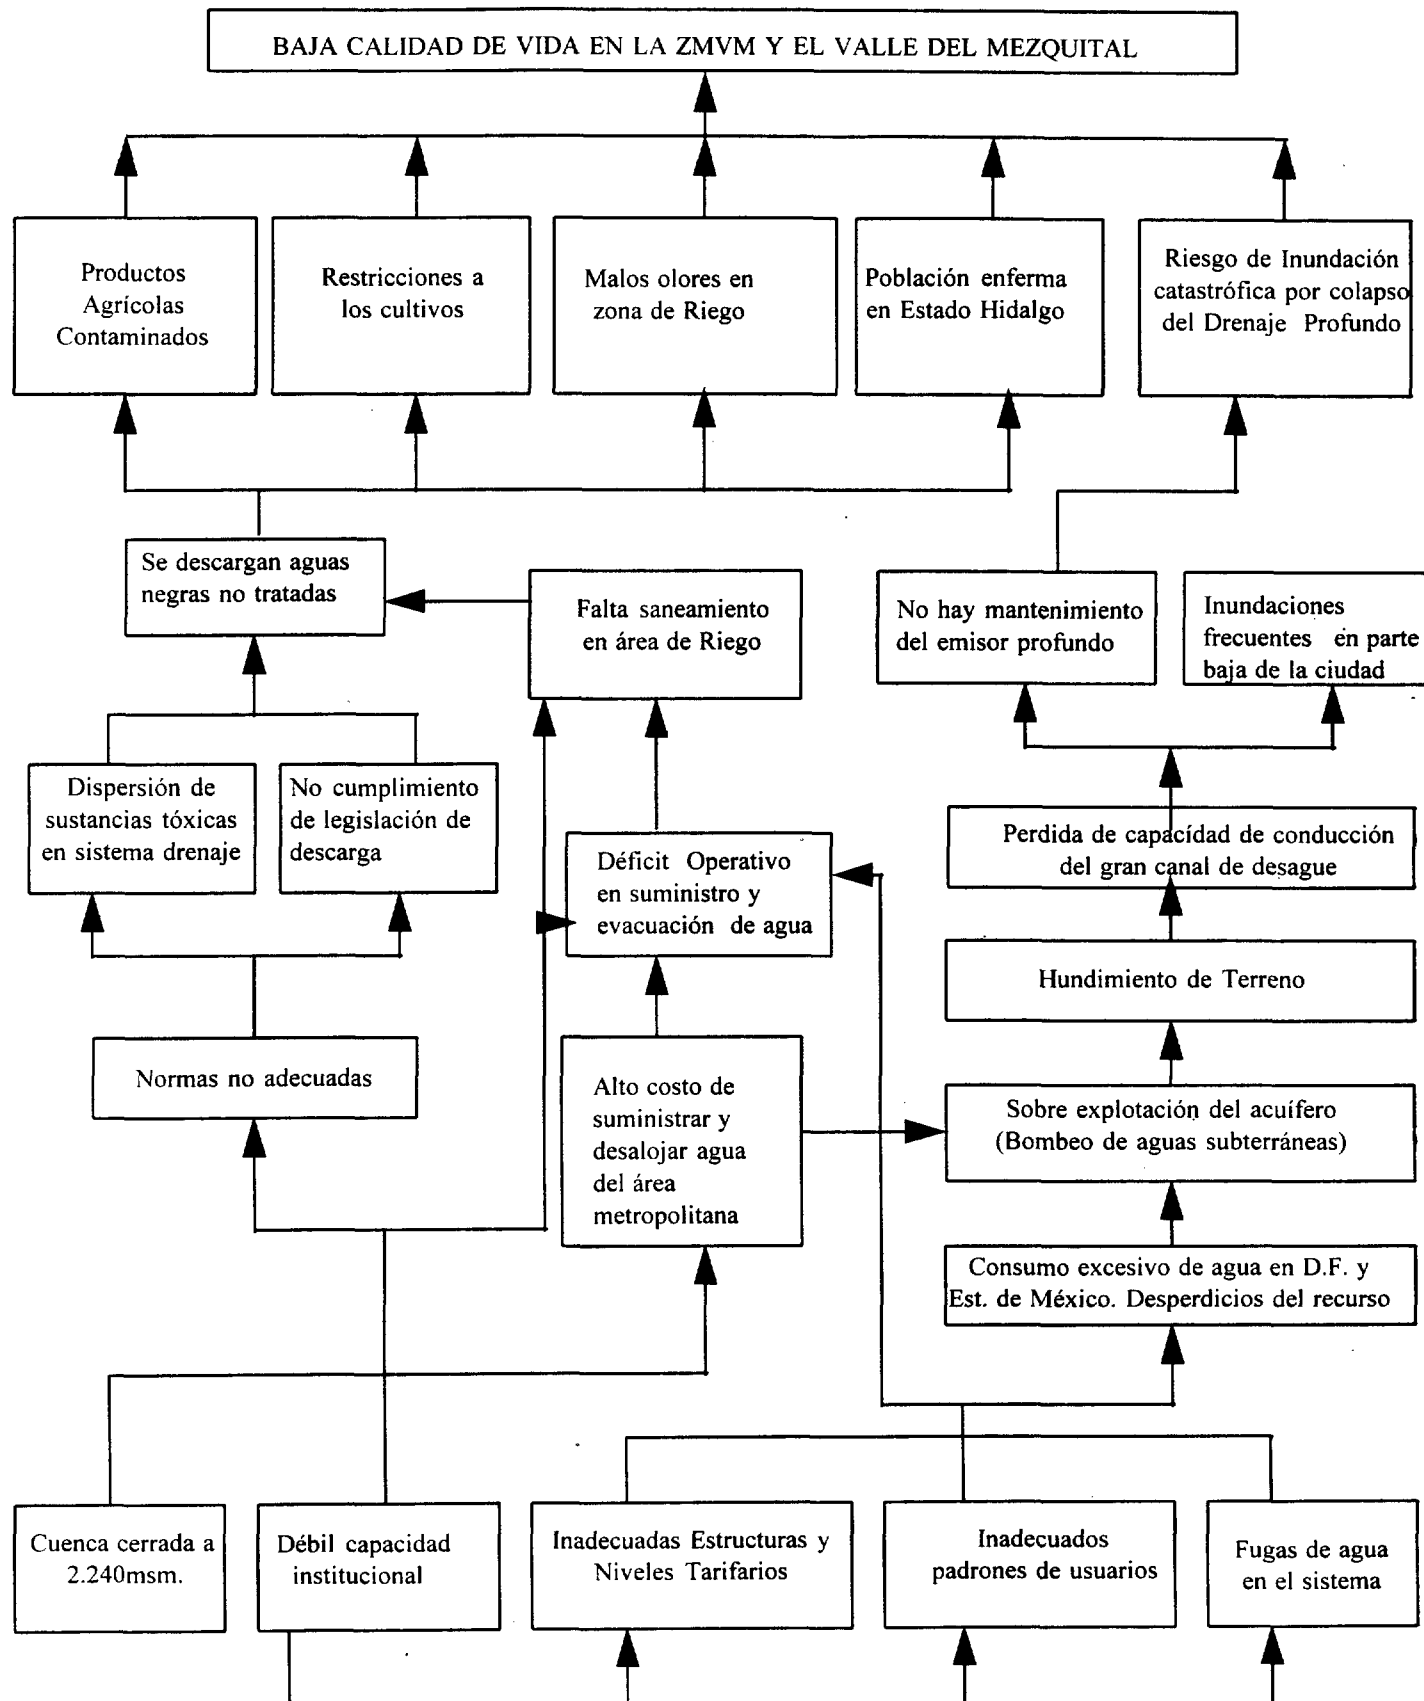 BAJA CALIDAD DE VIDA EN LA ZMVM Y EL VALLE DEL MEZQUITAL
Productos
Agrícolas
Contaminados
Restricciones a
los cultivos
Malos olores en
zona de Riego
Población enferma
en Estado Hidalgo
Riesgo de Inundación
catastrófica por colapso
del Drenaje Profundo
Se descargan aguas
negras no tratadas
Falta saneamiento
en área de Riego
No hay mantenimiento
del emisor profundo
Inundaciones
frecuentes en parte
baja de la ciudad
Dispersión de
sustancias tóxicas
en sistema drenaje
No cumplimiento
de legislación de
descarga
Déficit Operativo
en suministro y
evacuación de agua
Perdida de capacídad de conducción
del gran canal de desague
Hundimiento de Terreno
Normas no adecuadas
Alto costo de
suministrar y
desalojar agua
del área
metropolitana
Sobre explotación del acuífero
(Bombeo de aguas subterráneas)
Consumo excesivo de agua en D.F. y
Est. de México. Desperdicios del recurso
Cuenca cerrada a
2.240msm.
Débil capacidad
institucional
Inadecuadas Estructuras y
Niveles Tarifarios
Inadecuados
padrones de usuarios
Fugas de agua
en el sistema